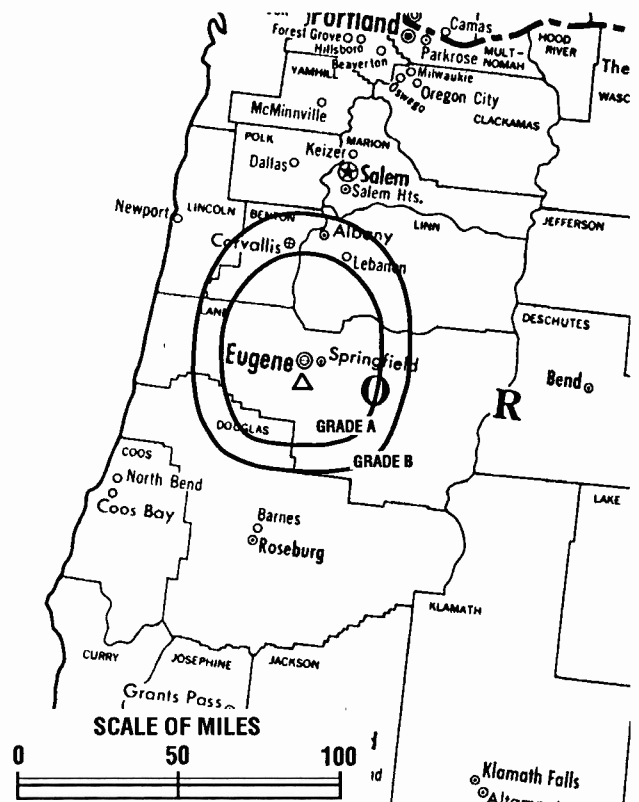 Portland
Camas
Forest Grove
Hillsboro
Parkrose
MULT-
NOMAH
HOOD
RIVER
Beaverton
The
YAMHILL
Milwaukie
WASC
Oswego
Oregon City
McMinnville
CLACKAMAS
POLK
MARION
Keizer
Dallas
Salem
Salem Hts.
Newport
LINCOLN
BENTON
LINN
JEFFERSON
Albany
Corvallis
Lebanon
LANE
DESCHUTES
Eugene
Springfield
Bend
O
R
DOUGLAS
GRADE A
GRADE B
COOS
North Bend
LAKE
Coos Bay
Barnes
Roseburg
KLAMATH
CURRY
JOSEPHINE
JACKSON
Grants Pass
SCALE OF MILES
0 50 100
Klamath Falls